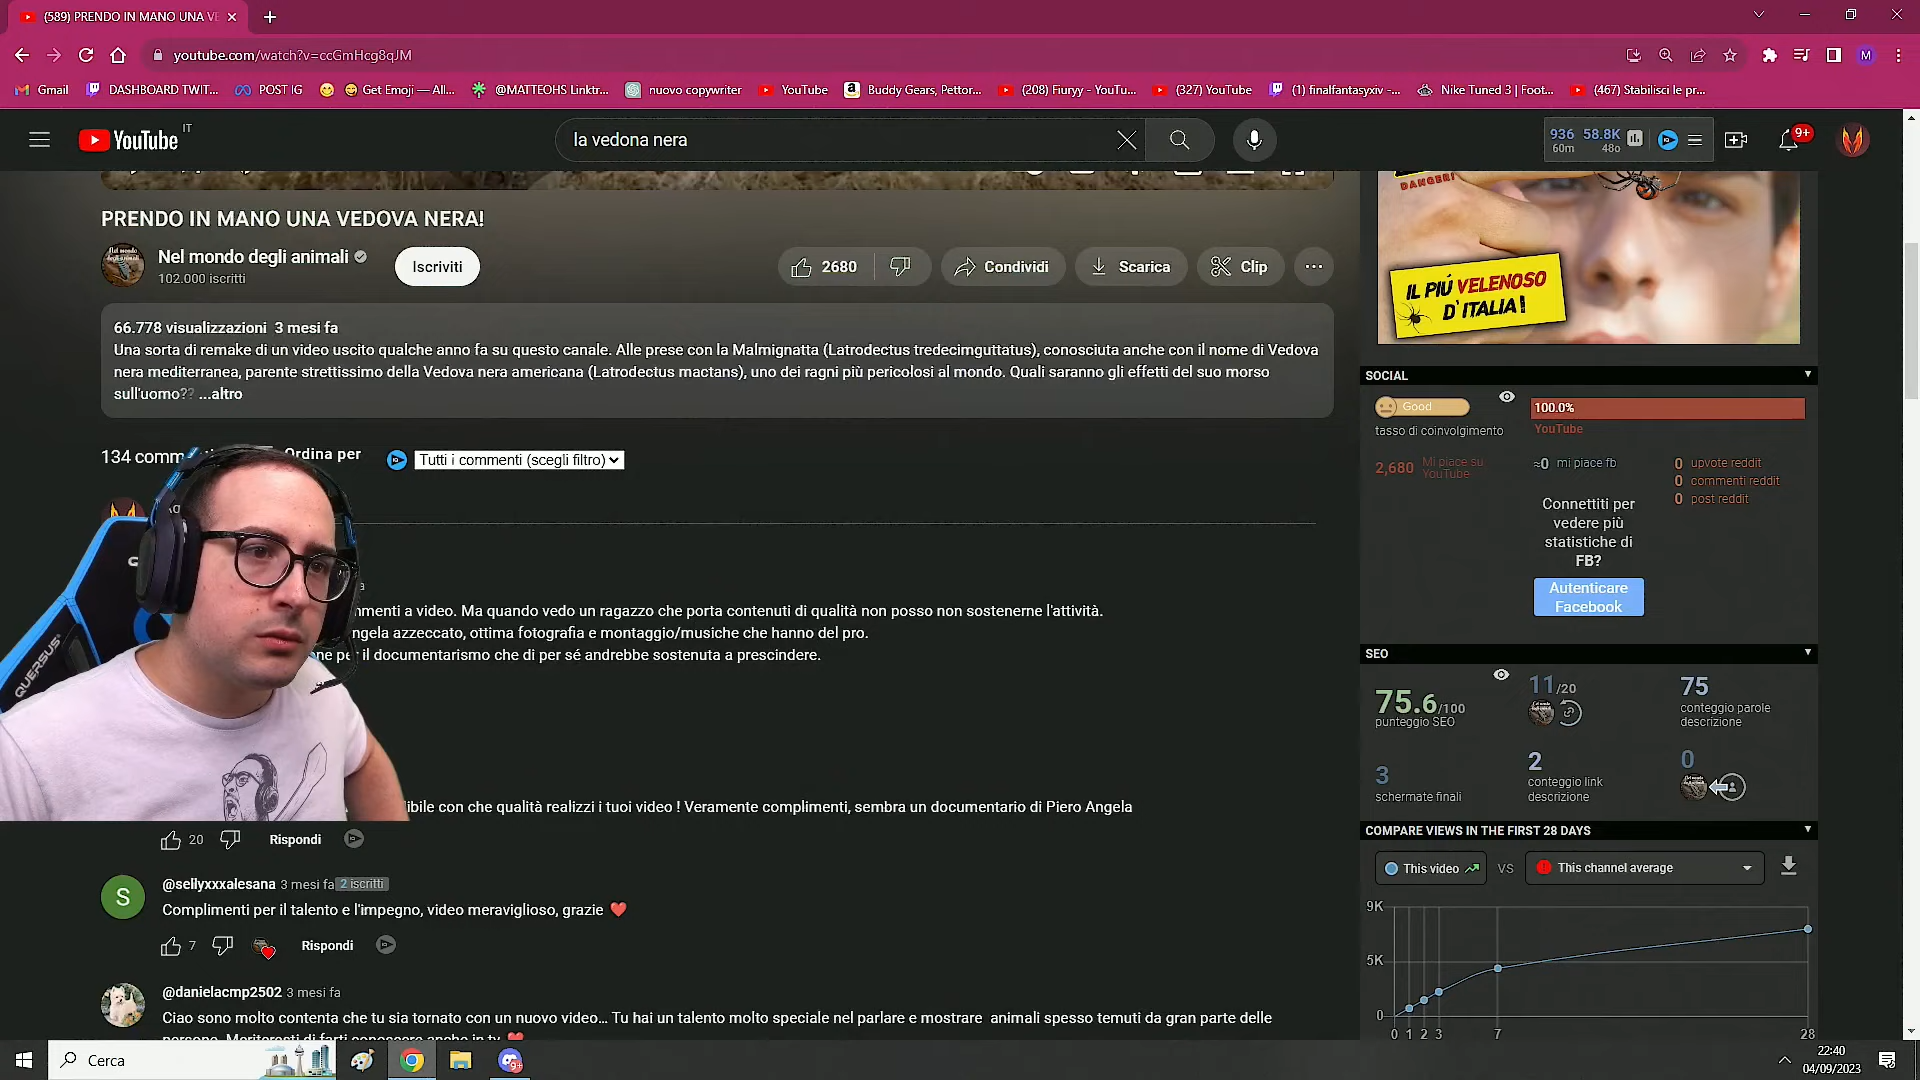 (589) PRENDO IN MANO UNA VE
youtube.com/watch?v=ccGmHcg8qJM
M
Gmail
DASHBOARD TWIT...
POST IG
Get Emoji — All...
@MATTEOHS Linktr...
nuovo copywriter
YouTube
Buddy Gears, Pettor...
(208) Fiuryy - YouTu...
(327) YouTube
(1) finalfantasyxiv -...
Nike Tuned 3 | Foot...
(467) Stabilisci le pr...
YouTube IT
la vedona nera
936 58.8K
60m 48o
9+
PRENDO IN MANO UNA VEDOVA NERA!
Nel mondo degli animali
102.000 iscritti
Iscriviti
2680
Condividi
Scarica
Clip
66.778 visualizzazioni 3 mesi fa
Una sorta di remake di un video uscito qualche anno fa su questo canale. Alle prese con la Malmignatta (Latrodectus tredecimguttatus), conosciuta anche con il nome di Vedova
nera mediterranea, parente strettissimo della Vedova nera americana (Latrodectus mactans), uno dei ragni più pericolosi al mondo. Quali saranno gli effetti del suo morso
sull'uomo?? ...altro
134 comm
Ordina per
Tutti i commenti (scegli filtro)
mmenti a video. Ma quando vedo un ragazzo che porta contenuti di qualità non posso non sostenerne l'attività.
ngela azzeccato, ottima fotografia e montaggio/musiche che hanno del pro.
ne per il documentarismo che di per sé andrebbe sostenuta a prescindere.
dibile con che qualità realizzi i tuoi video ! Veramente complimenti, sembra un documentario di Piero Angela
20
Rispondi
S
@sellyxxxalesana 3 mesi fa 2 iscritti
Complimenti per il talento e l'impegno, video meraviglioso, grazie ❤️
7
Rispondi
@danielacmp2502 3 mesi fa
Ciao sono molto contenta che tu sia tornato con un nuovo video… Tu hai un talento molto speciale nel parlare e mostrare animali spesso temuti da gran parte delle
persone. Meriteresti di farti conoscere anche in tv ❤️
QUERSUS
DANGER!
IL PIÚ VELENOSO
D'ITALIA!
SOCIAL
Good
tasso di coinvolgimento
100.0%
YouTube
2,680 Mi piace su
YouTube
≈0 mi piace fb
0 upvote reddit
0 commenti reddit
0 post reddit
Connettiti per
vedere più
statistiche di
FB?
Autenticare
Facebook
SEO
75.6/100
punteggio SEO
11/20
75
conteggio parole
descrizione
3
schermate finali
2
conteggio link
descrizione
0
COMPARE VIEWS IN THE FIRST 28 DAYS
This video
VS
This channel average
9K
5K
0
0 1 2 3 7 28
Cerca
9+
22:40
04/09/2023